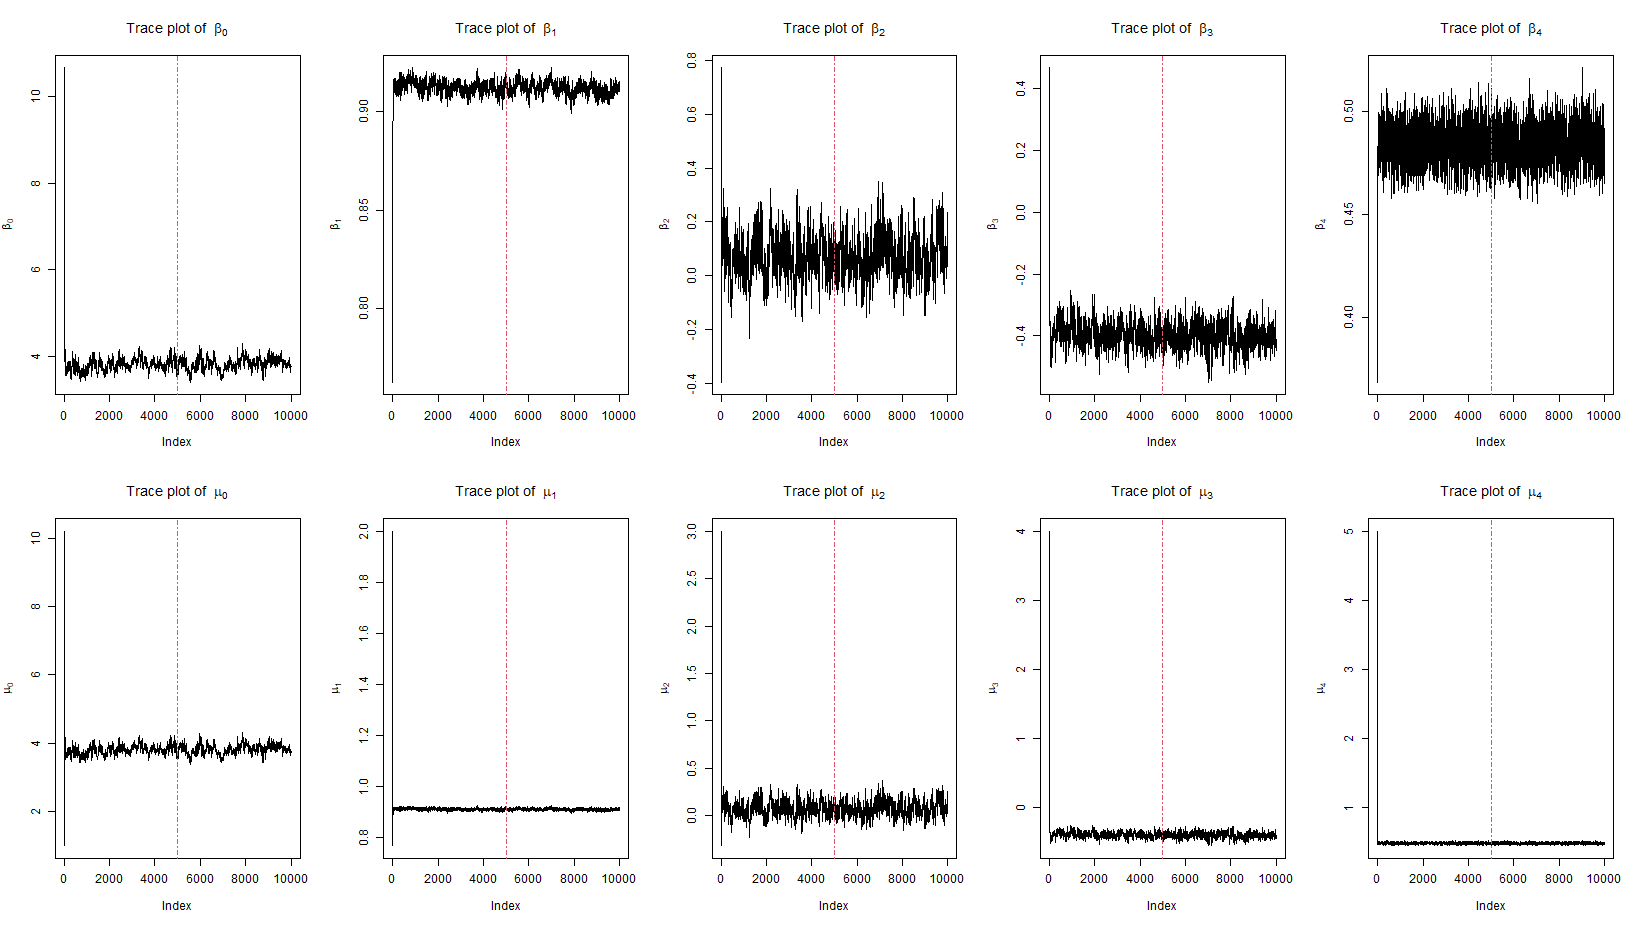 Trace plot of β0
Trace plot of β1
Trace plot of β2
Trace plot of β3
Trace plot of β4
β0
10
8
6
4
0 2000 4000 6000 8000 10000
Index
β1
0.90
0.85
0.80
0 2000 4000 6000 8000 10000
Index
β2
0.8
0.6
0.4
0.2
0.0
-0.2
-0.4
0 2000 4000 6000 8000 10000
Index
β3
0.4
0.2
0.0
-0.2
-0.4
0 2000 4000 6000 8000 10000
Index
β4
0.50
0.45
0.40
0 2000 4000 6000 8000 10000
Index
Trace plot of μ0
Trace plot of μ1
Trace plot of μ2
Trace plot of μ3
Trace plot of μ4
μ0
10
8
6
4
2
0 2000 4000 6000 8000 10000
Index
μ1
2.0
1.8
1.6
1.4
1.2
1.0
0.8
0 2000 4000 6000 8000 10000
Index
μ2
3.0
2.5
2.0
1.5
1.0
0.5
0.0
0 2000 4000 6000 8000 10000
Index
μ3
4
3
2
1
0
0 2000 4000 6000 8000 10000
Index
μ4
5
4
3
2
1
0 2000 4000 6000 8000 10000
Index